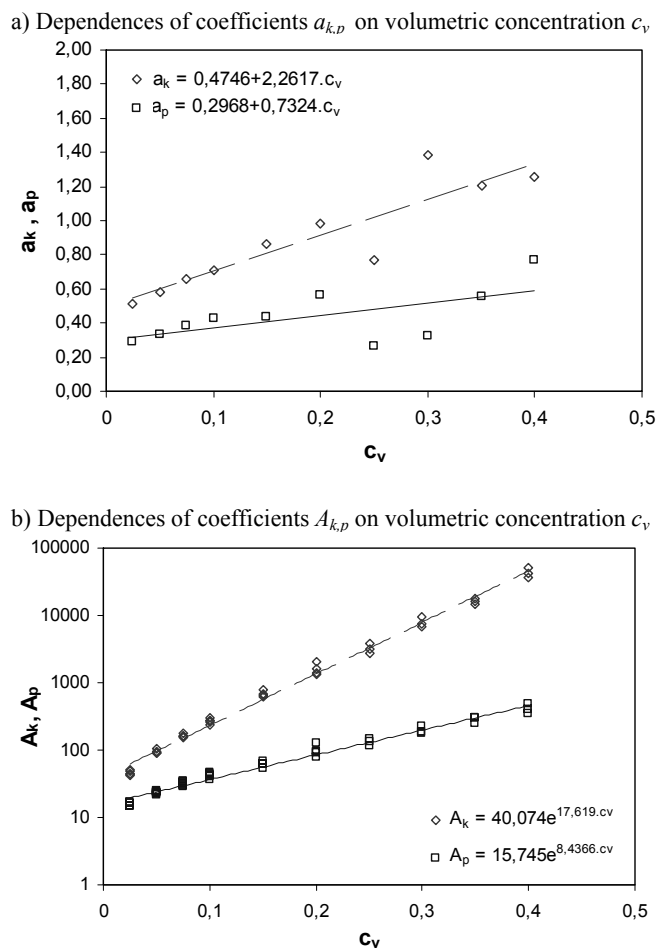 a) Dependences of coefficients a_{k,p} on volumetric concentration c_v
2,00
1,80
1,60
1,40
1,20
1,00
0,80
0,60
0,40
0,20
0,00
a_k , a_p
a_k = 0,4746+2,2617.c_v
a_p = 0,2968+0,7324.c_v
0 0,1 0,2 0,3 0,4 0,5
c_v
b) Dependences of coefficients A_{k,p} on volumetric concentration c_v
100000
10000
1000
100
10
1
A_k, A_p
A_k = 40,074e^{17,619.cv}
A_p = 15,745e^{8,4366.cv}
0 0,1 0,2 0,3 0,4 0,5
c_v